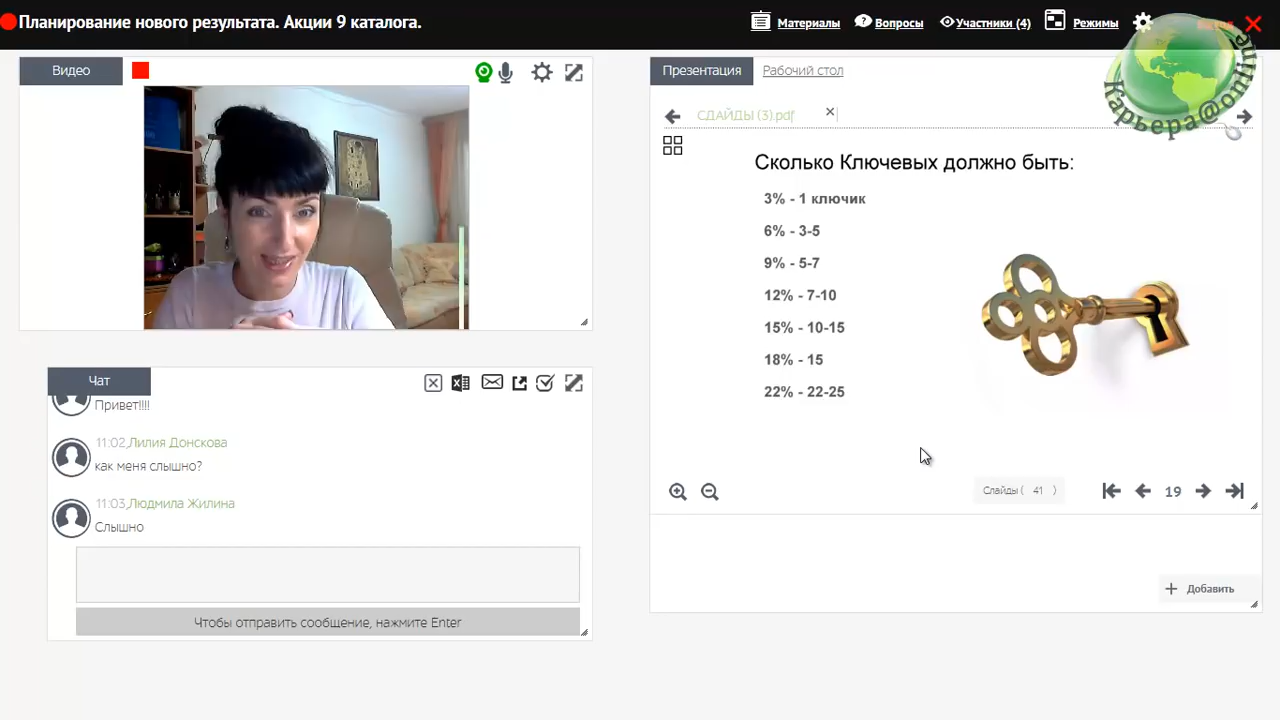 Планирование нового результата. Акции 9 каталога.
Материалы
Вопросы
Участники (4)
Режимы
Карьера@online
Видео
Презентация
Рабочий стол
СДАЙДЫ (3).pdf
Сколько Ключевых должно быть:
3% - 1 ключик
6% - 3-5
9% - 5-7
12% - 7-10
15% - 10-15
18% - 15
22% - 22-25
Слайды ( 41 )
19
Добавить
Чат
Привет!!!!
11:02,Лилия Донскова
как меня слышно?
11:03,Людмила Жилина
Слышно
Чтобы отправить сообщение, нажмите Enter